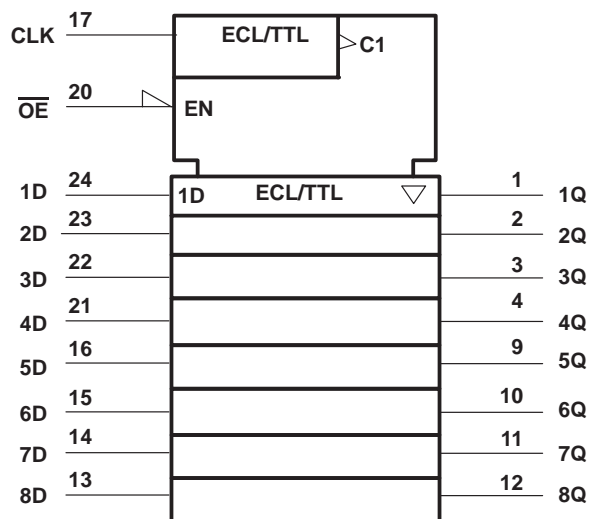 CLK 17 ECL/TTL C1
O̅E̅ 20 EN
1D 24 1D ECL/TTL 1 1Q
2D 23 2 2Q
3D 22 3 3Q
4D 21 4 4Q
5D 16 9 5Q
6D 15 10 6Q
7D 14 11 7Q
8D 13 12 8Q